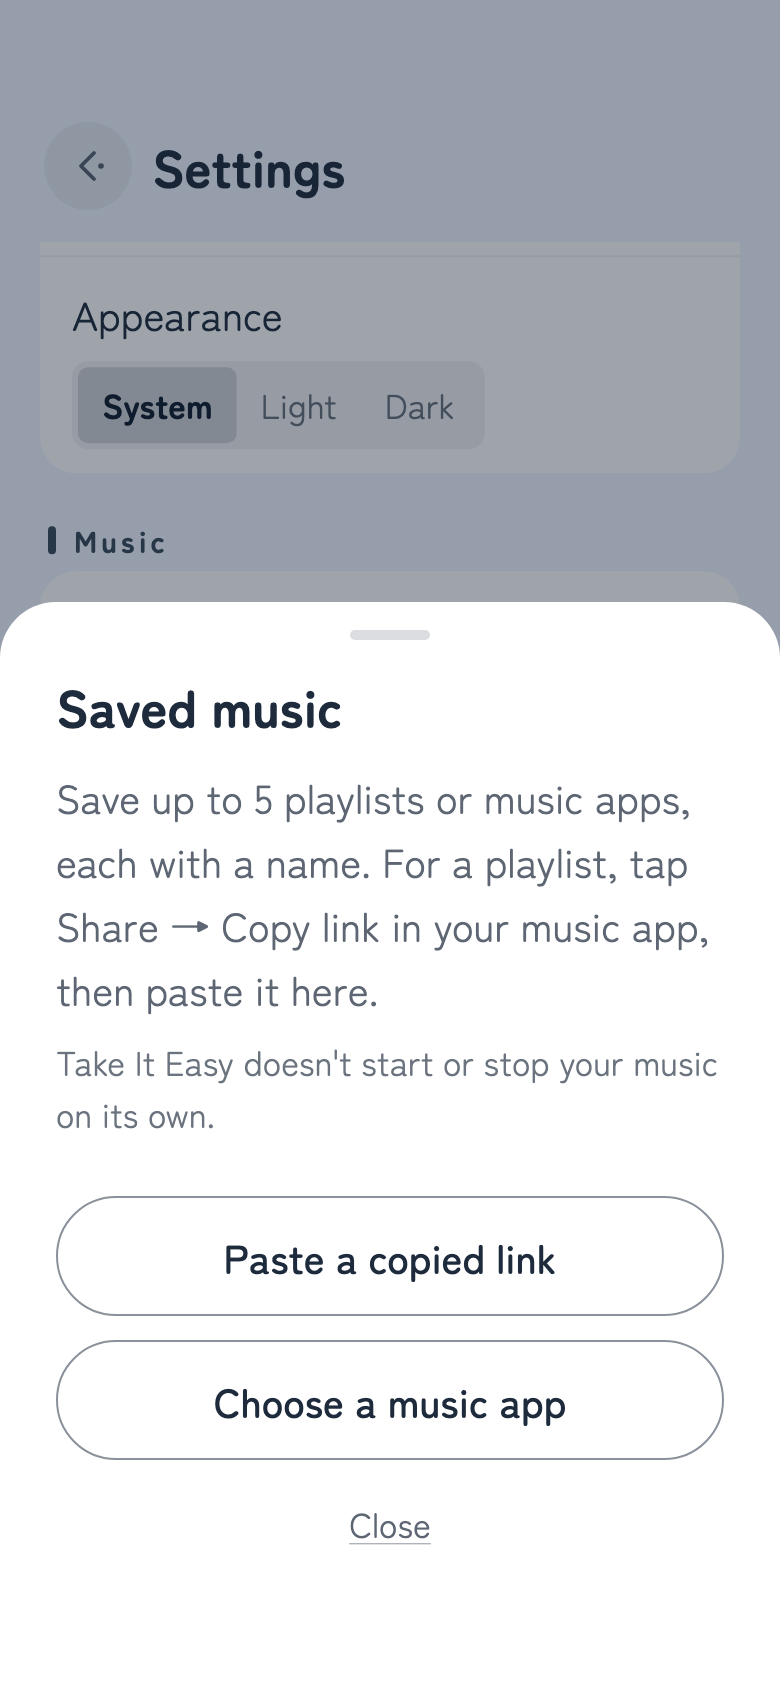 Settings
Appearance
System Light Dark
Music
Saved music
Save up to 5 playlists or music apps,
each with a name. For a playlist, tap
Share → Copy link in your music app,
then paste it here.
Take It Easy doesn't start or stop your music
on its own.
Paste a copied link
Choose a music app
Close